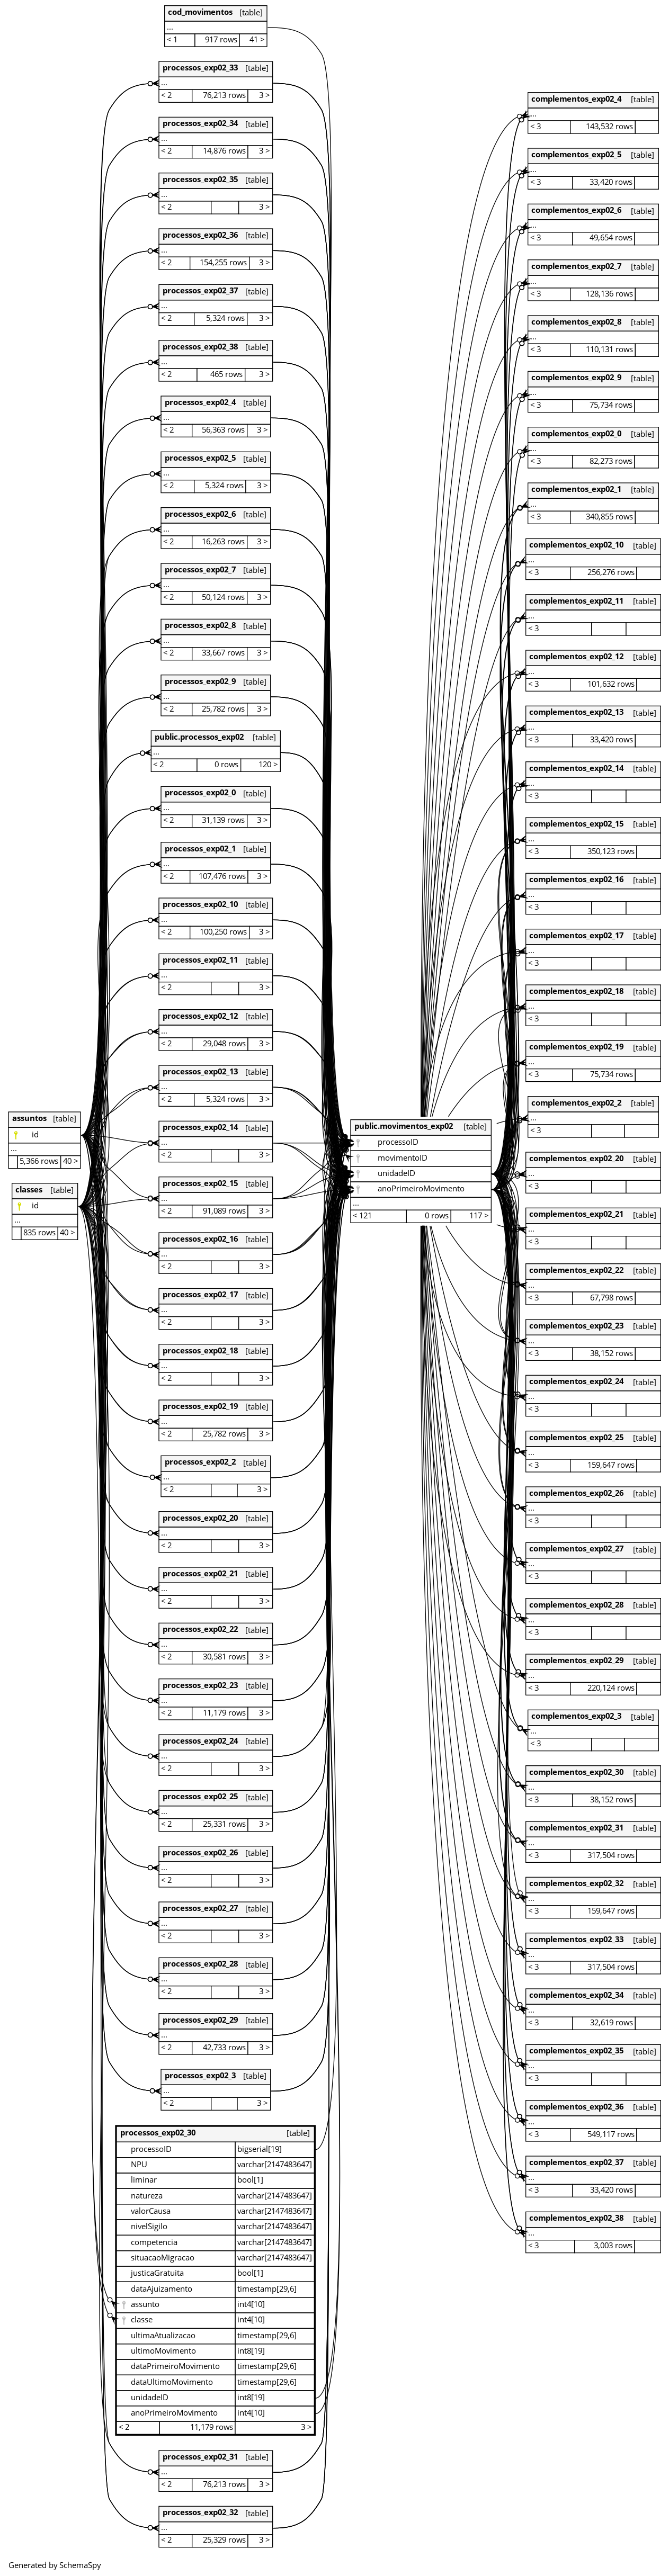 cod_movimentos [table]
...
< 1 917 rows 41 >
processos_exp02_33 [table]
...
< 2 76,213 rows 3 >
processos_exp02_34 [table]
...
< 2 14,876 rows 3 >
processos_exp02_35 [table]
...
< 2 3 >
processos_exp02_36 [table]
...
< 2 154,255 rows 3 >
processos_exp02_37 [table]
...
< 2 5,324 rows 3 >
processos_exp02_38 [table]
...
< 2 465 rows 3 >
processos_exp02_4 [table]
...
< 2 56,363 rows 3 >
processos_exp02_5 [table]
...
< 2 5,324 rows 3 >
processos_exp02_6 [table]
...
< 2 16,263 rows 3 >
processos_exp02_7 [table]
...
< 2 50,124 rows 3 >
processos_exp02_8 [table]
...
< 2 33,667 rows 3 >
processos_exp02_9 [table]
...
< 2 25,782 rows 3 >
public.processos_exp02 [table]
...
< 2 0 rows 120 >
processos_exp02_0 [table]
...
< 2 31,139 rows 3 >
processos_exp02_1 [table]
...
< 2 107,476 rows 3 >
processos_exp02_10 [table]
...
< 2 100,250 rows 3 >
processos_exp02_11 [table]
...
< 2 3 >
processos_exp02_12 [table]
...
< 2 29,048 rows 3 >
processos_exp02_13 [table]
...
< 2 5,324 rows 3 >
processos_exp02_14 [table]
...
< 2 3 >
processos_exp02_15 [table]
...
< 2 91,089 rows 3 >
processos_exp02_16 [table]
...
< 2 3 >
processos_exp02_17 [table]
...
< 2 3 >
processos_exp02_18 [table]
...
< 2 3 >
processos_exp02_19 [table]
...
< 2 25,782 rows 3 >
processos_exp02_2 [table]
...
< 2 3 >
processos_exp02_20 [table]
...
< 2 3 >
processos_exp02_21 [table]
...
< 2 3 >
processos_exp02_22 [table]
...
< 2 30,581 rows 3 >
processos_exp02_23 [table]
...
< 2 11,179 rows 3 >
processos_exp02_24 [table]
...
< 2 3 >
processos_exp02_25 [table]
...
< 2 25,331 rows 3 >
processos_exp02_26 [table]
...
< 2 3 >
processos_exp02_27 [table]
...
< 2 3 >
processos_exp02_28 [table]
...
< 2 3 >
processos_exp02_29 [table]
...
< 2 42,733 rows 3 >
processos_exp02_3 [table]
...
< 2 3 >
processos_exp02_30 [table]
processoID bigserial[19]
NPU varchar[2147483647]
liminar bool[1]
natureza varchar[2147483647]
valorCausa varchar[2147483647]
nivelSigilo varchar[2147483647]
competencia varchar[2147483647]
situacaoMigracao varchar[2147483647]
justicaGratuita bool[1]
dataAjuizamento timestamp[29,6]
assunto int4[10]
classe int4[10]
ultimaAtualizacao timestamp[29,6]
ultimoMovimento int8[19]
dataPrimeiroMovimento timestamp[29,6]
dataUltimoMovimento timestamp[29,6]
unidadeID int8[19]
anoPrimeiroMovimento int4[10]
< 2 11,179 rows 3 >
processos_exp02_31 [table]
...
< 2 76,213 rows 3 >
processos_exp02_32 [table]
...
< 2 25,329 rows 3 >
assuntos [table]
id
...
5,366 rows 40 >
classes [table]
id
...
835 rows 40 >
public.movimentos_exp02 [table]
processoID
movimentoID
unidadeID
anoPrimeiroMovimento
...
< 121 0 rows 117 >
complementos_exp02_4 [table]
...
< 3 143,532 rows
complementos_exp02_5 [table]
...
< 3 33,420 rows
complementos_exp02_6 [table]
...
< 3 49,654 rows
complementos_exp02_7 [table]
...
< 3 128,136 rows
complementos_exp02_8 [table]
...
< 3 110,131 rows
complementos_exp02_9 [table]
...
< 3 75,734 rows
complementos_exp02_0 [table]
...
< 3 82,273 rows
complementos_exp02_1 [table]
...
< 3 340,855 rows
complementos_exp02_10 [table]
...
< 3 256,276 rows
complementos_exp02_11 [table]
...
< 3
complementos_exp02_12 [table]
...
< 3 101,632 rows
complementos_exp02_13 [table]
...
< 3 33,420 rows
complementos_exp02_14 [table]
...
< 3
complementos_exp02_15 [table]
...
< 3 350,123 rows
complementos_exp02_16 [table]
...
< 3
complementos_exp02_17 [table]
...
< 3
complementos_exp02_18 [table]
...
< 3
complementos_exp02_19 [table]
...
< 3 75,734 rows
complementos_exp02_2 [table]
...
< 3
complementos_exp02_20 [table]
...
< 3
complementos_exp02_21 [table]
...
< 3
complementos_exp02_22 [table]
...
< 3 67,798 rows
complementos_exp02_23 [table]
...
< 3 38,152 rows
complementos_exp02_24 [table]
...
< 3
complementos_exp02_25 [table]
...
< 3 159,647 rows
complementos_exp02_26 [table]
...
< 3
complementos_exp02_27 [table]
...
< 3
complementos_exp02_28 [table]
...
< 3
complementos_exp02_29 [table]
...
< 3 220,124 rows
complementos_exp02_3 [table]
...
< 3
complementos_exp02_30 [table]
...
< 3 38,152 rows
complementos_exp02_31 [table]
...
< 3 317,504 rows
complementos_exp02_32 [table]
...
< 3 159,647 rows
complementos_exp02_33 [table]
...
< 3 317,504 rows
complementos_exp02_34 [table]
...
< 3 32,619 rows
complementos_exp02_35 [table]
...
< 3
complementos_exp02_36 [table]
...
< 3 549,117 rows
complementos_exp02_37 [table]
...
< 3 33,420 rows
complementos_exp02_38 [table]
...
< 3 3,003 rows
Generated by SchemaSpy